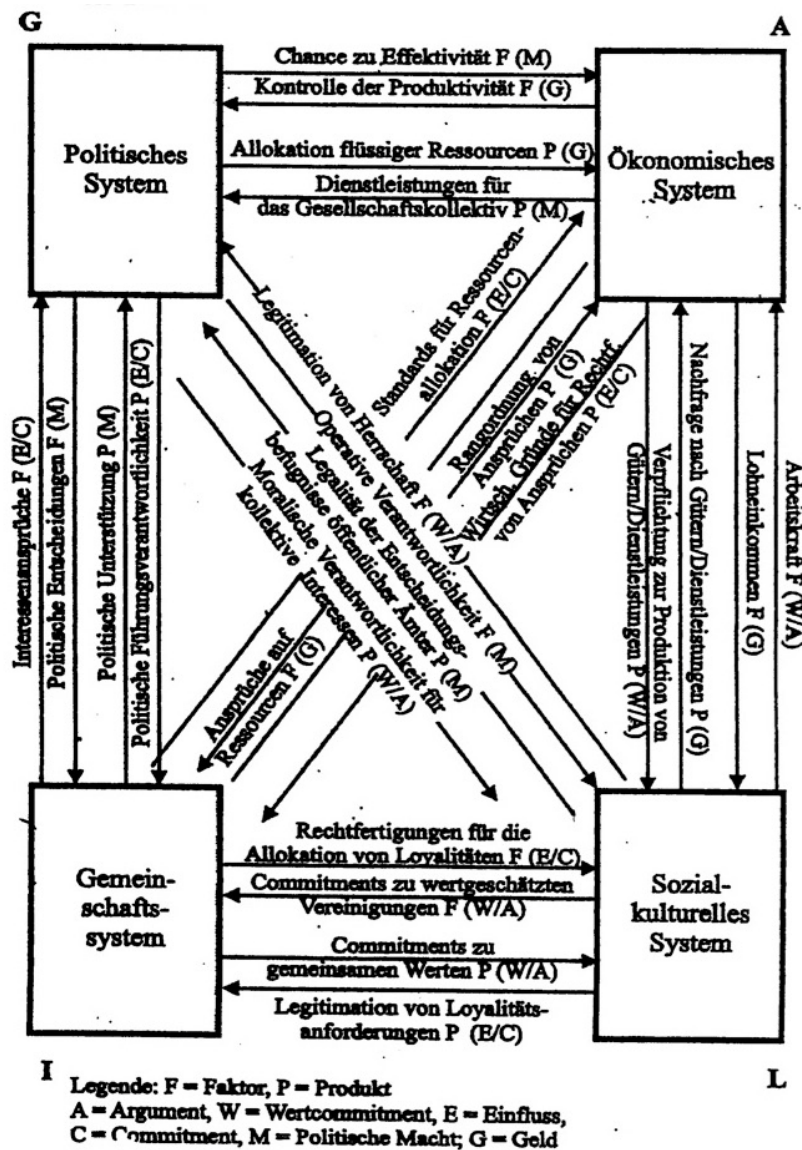 G
A
Chance zu Effektivität F (M)
Kontrolle der Produktivität F (G)
Politisches
System
Allokation flüssiger Ressourcen P (G)
Dienstleistungen für
das Gesellschaftskollektiv P (M)
Ökonomisches
System
Legitimation von Herrschaft F (W/A)
Operative Verantwortlichkeit F (M)
Legalität der Entscheidungs-
befugnisse öffentlicher Ämter P (M)
Moralische Verantwortlichkeit für
kollektive Interessen P (W/A)
Standards für Ressourcen-
allokation F (E/C)
Rangordnung von
Ansprüchen P (G)
Wirtsch. Gründe für Rechtf.
von Ansprüchen P (E/C)
Ansprüche auf
Ressourcen F (G)
Interessenansprüche F (E/C)
Politische Entscheidungen F (M)
Politische Unterstützung P (M)
Politische Führungsverantwortlichkeit P (E/C)
Verpflichtung zur Produktion von
Gütern/Dienstleistungen P (W/A)
Nachfrage nach Gütern/Dienstleistungen P (G)
Lohneinkommen F (G)
Arbeitskraft F (W/A)
Gemein-
schafts-
system
Rechtfertigungen für die
Allokation von Loyalitäten F (E/C)
Commitments zu wertgeschätzten
Vereinigungen F (W/A)
Commitments zu
gemeinsamen Werten P (W/A)
Legitimation von Loyalitäts-
anforderungen P (E/C)
Sozial-
kulturelles
System
I
L
Legende: F = Faktor, P = Produkt
A = Argument, W = Wertcommitment, E = Einfluss,
C = Commitment, M = Politische Macht; G = Geld